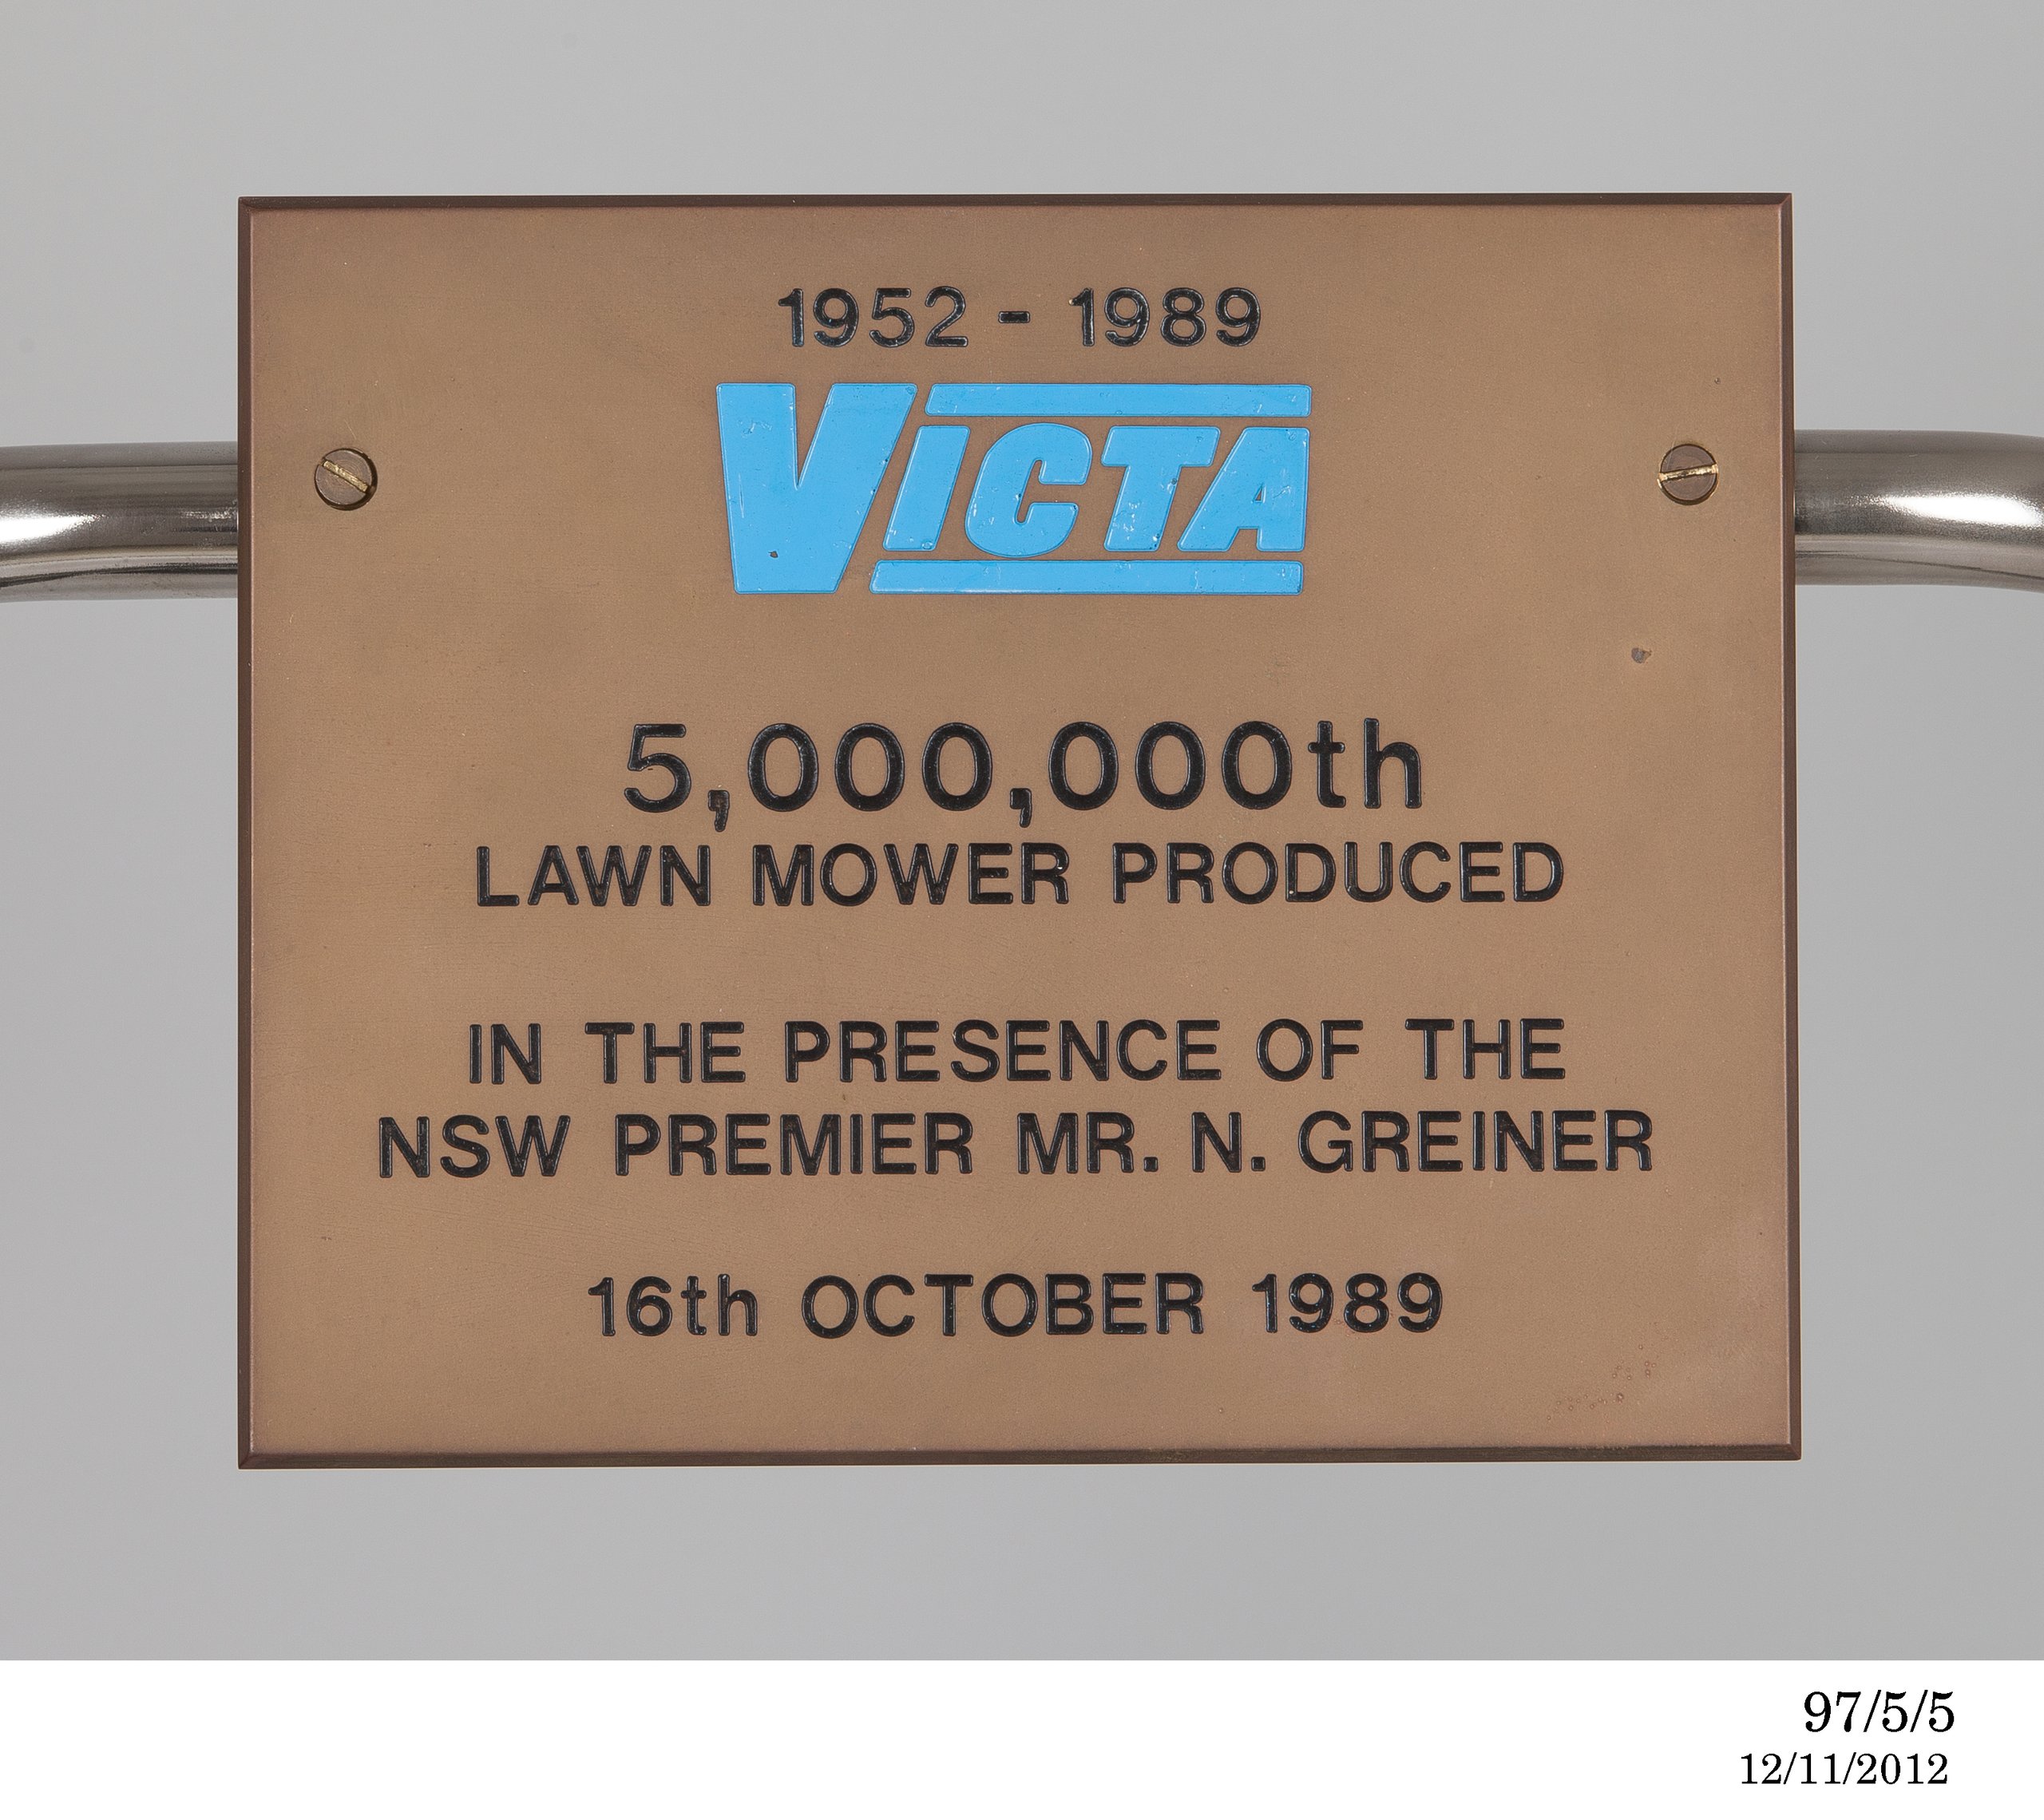 1952 - 1989
VICTA
5,000,000th
LAWN MOWER PRODUCED
IN THE PRESENCE OF THE
NSW PREMIER MR. N. GREINER
16th OCTOBER 1989
97/5/5
12/11/2012